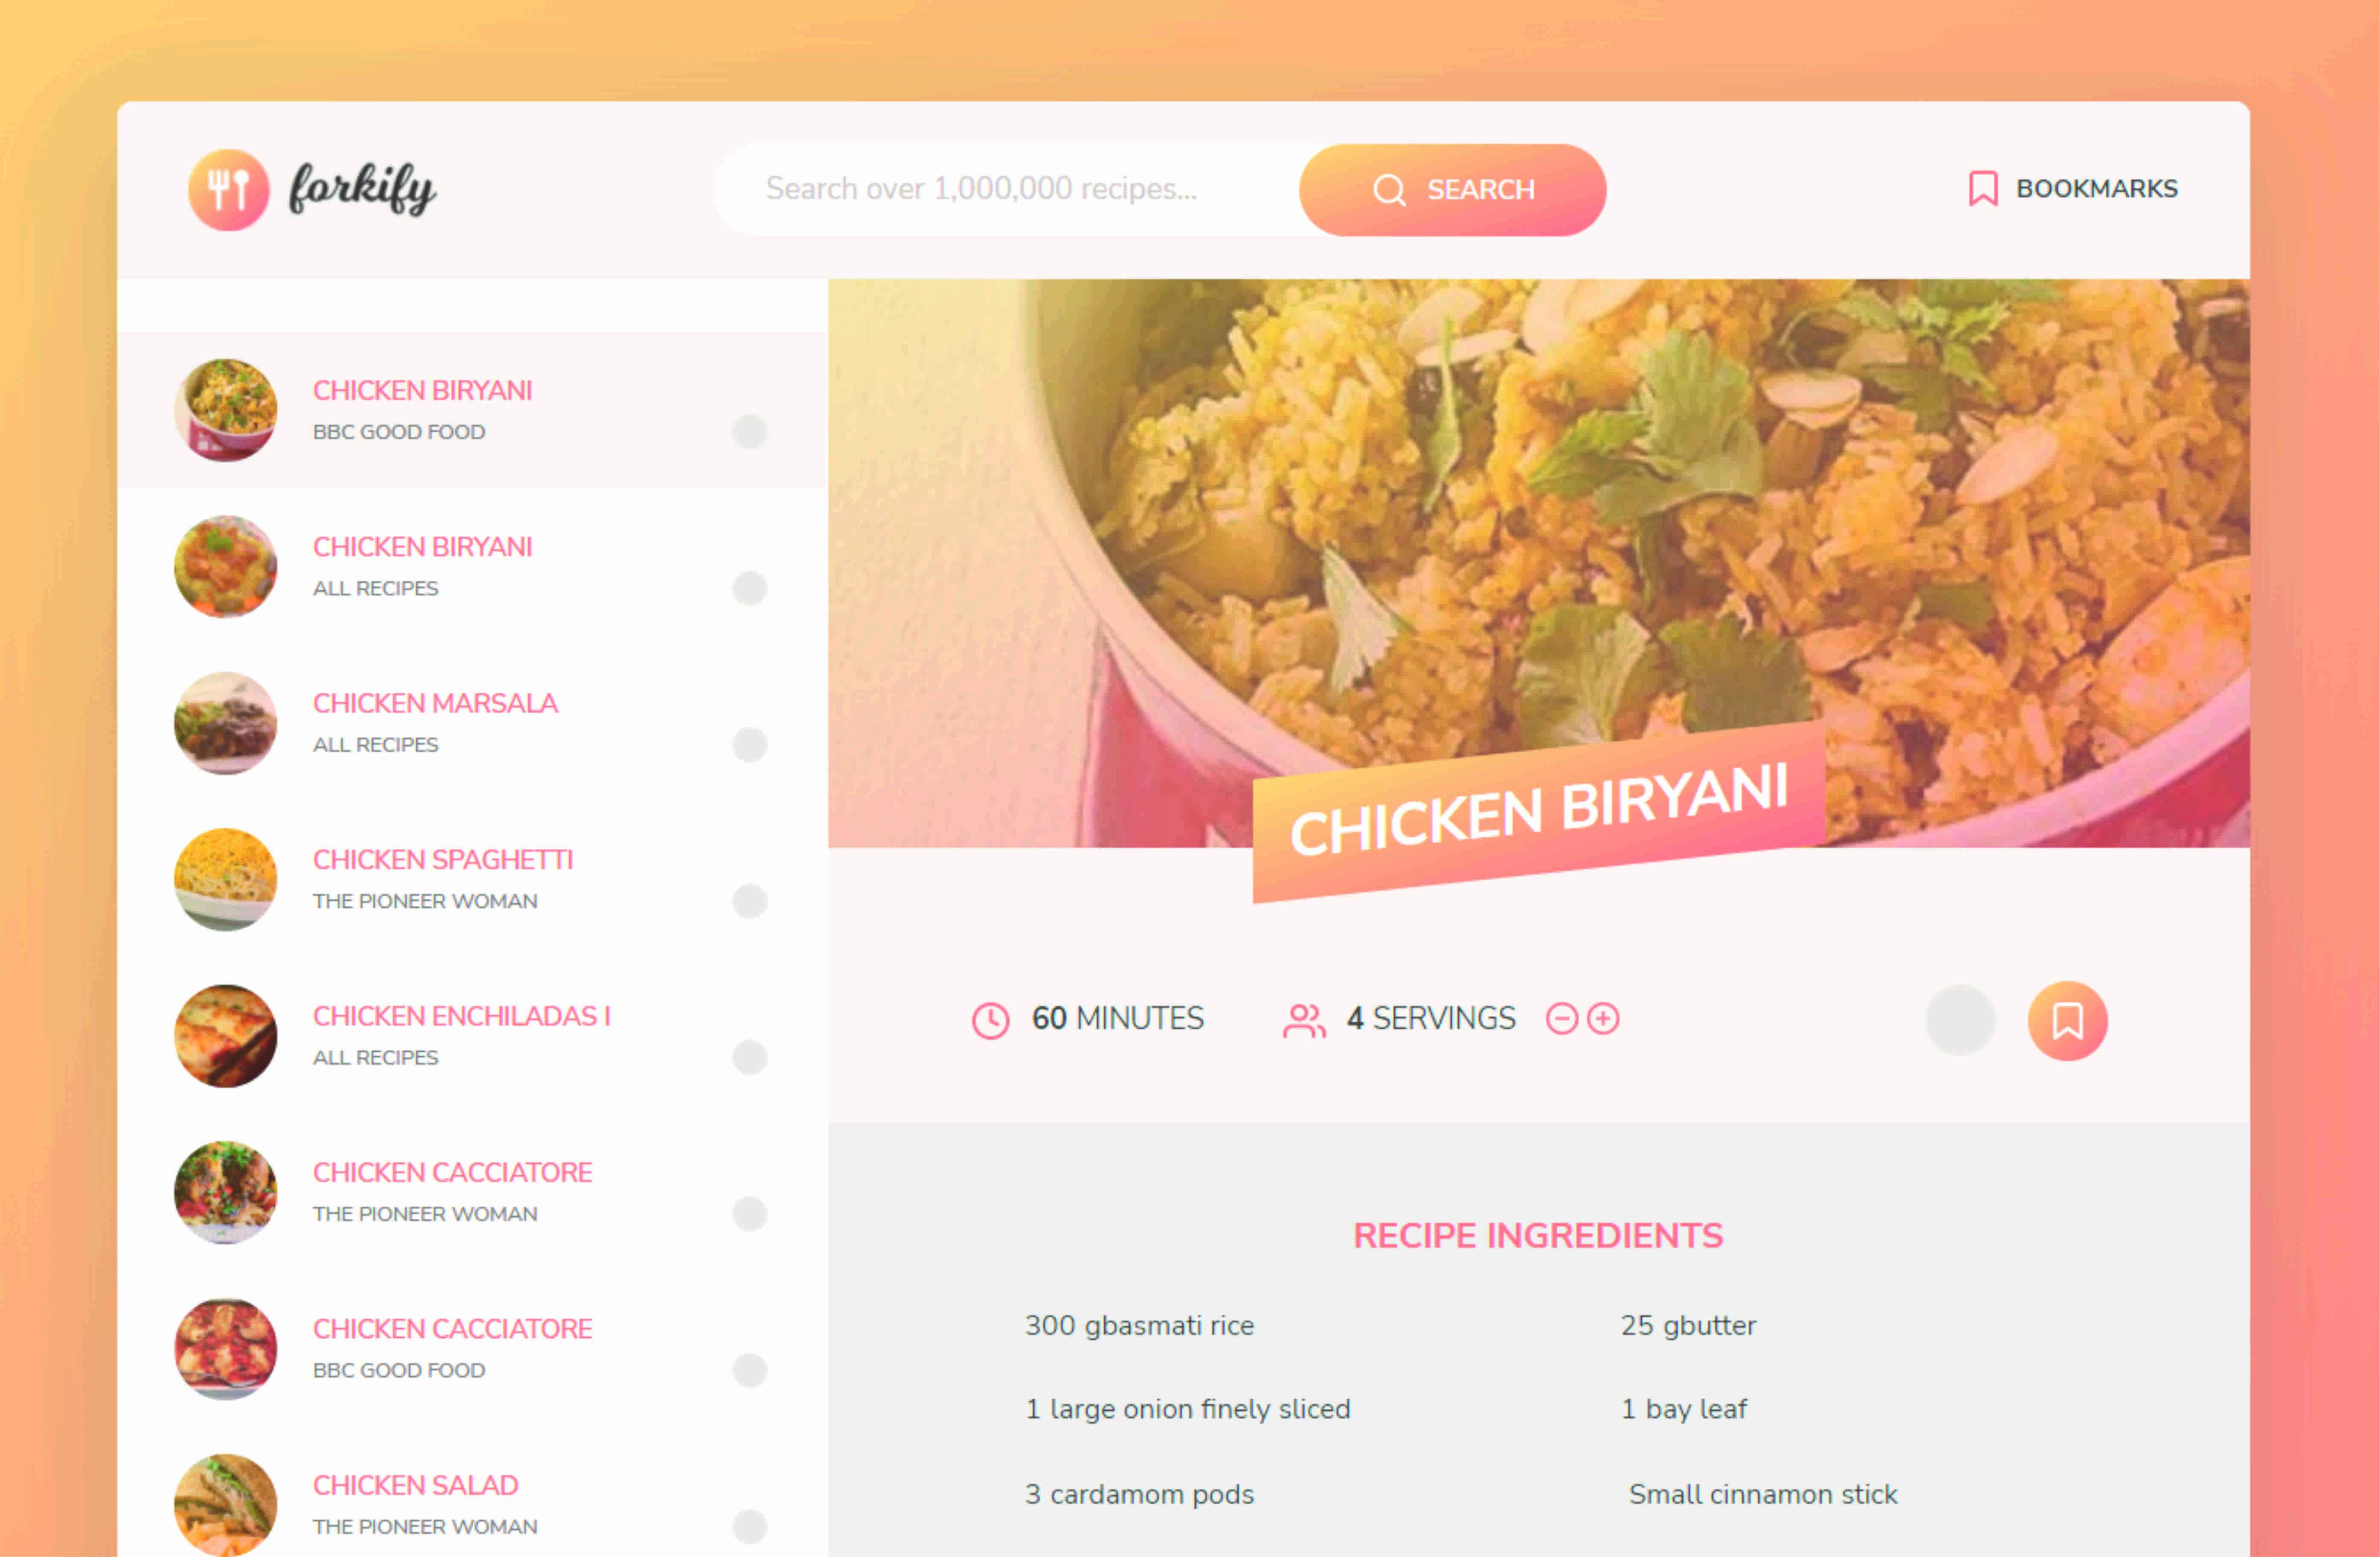 forkify
Search over 1,000,000 recipes...
SEARCH
BOOKMARKS
CHICKEN BIRYANI
BBC GOOD FOOD
CHICKEN BIRYANI
ALL RECIPES
CHICKEN MARSALA
ALL RECIPES
CHICKEN SPAGHETTI
THE PIONEER WOMAN
CHICKEN ENCHILADAS I
ALL RECIPES
CHICKEN CACCIATORE
THE PIONEER WOMAN
CHICKEN CACCIATORE
BBC GOOD FOOD
CHICKEN SALAD
THE PIONEER WOMAN
CHICKEN BIRYANI
60 MINUTES
4 SERVINGS
RECIPE INGREDIENTS
300 gbasmati rice
25 gbutter
1 large onion finely sliced
1 bay leaf
3 cardamom pods
Small cinnamon stick